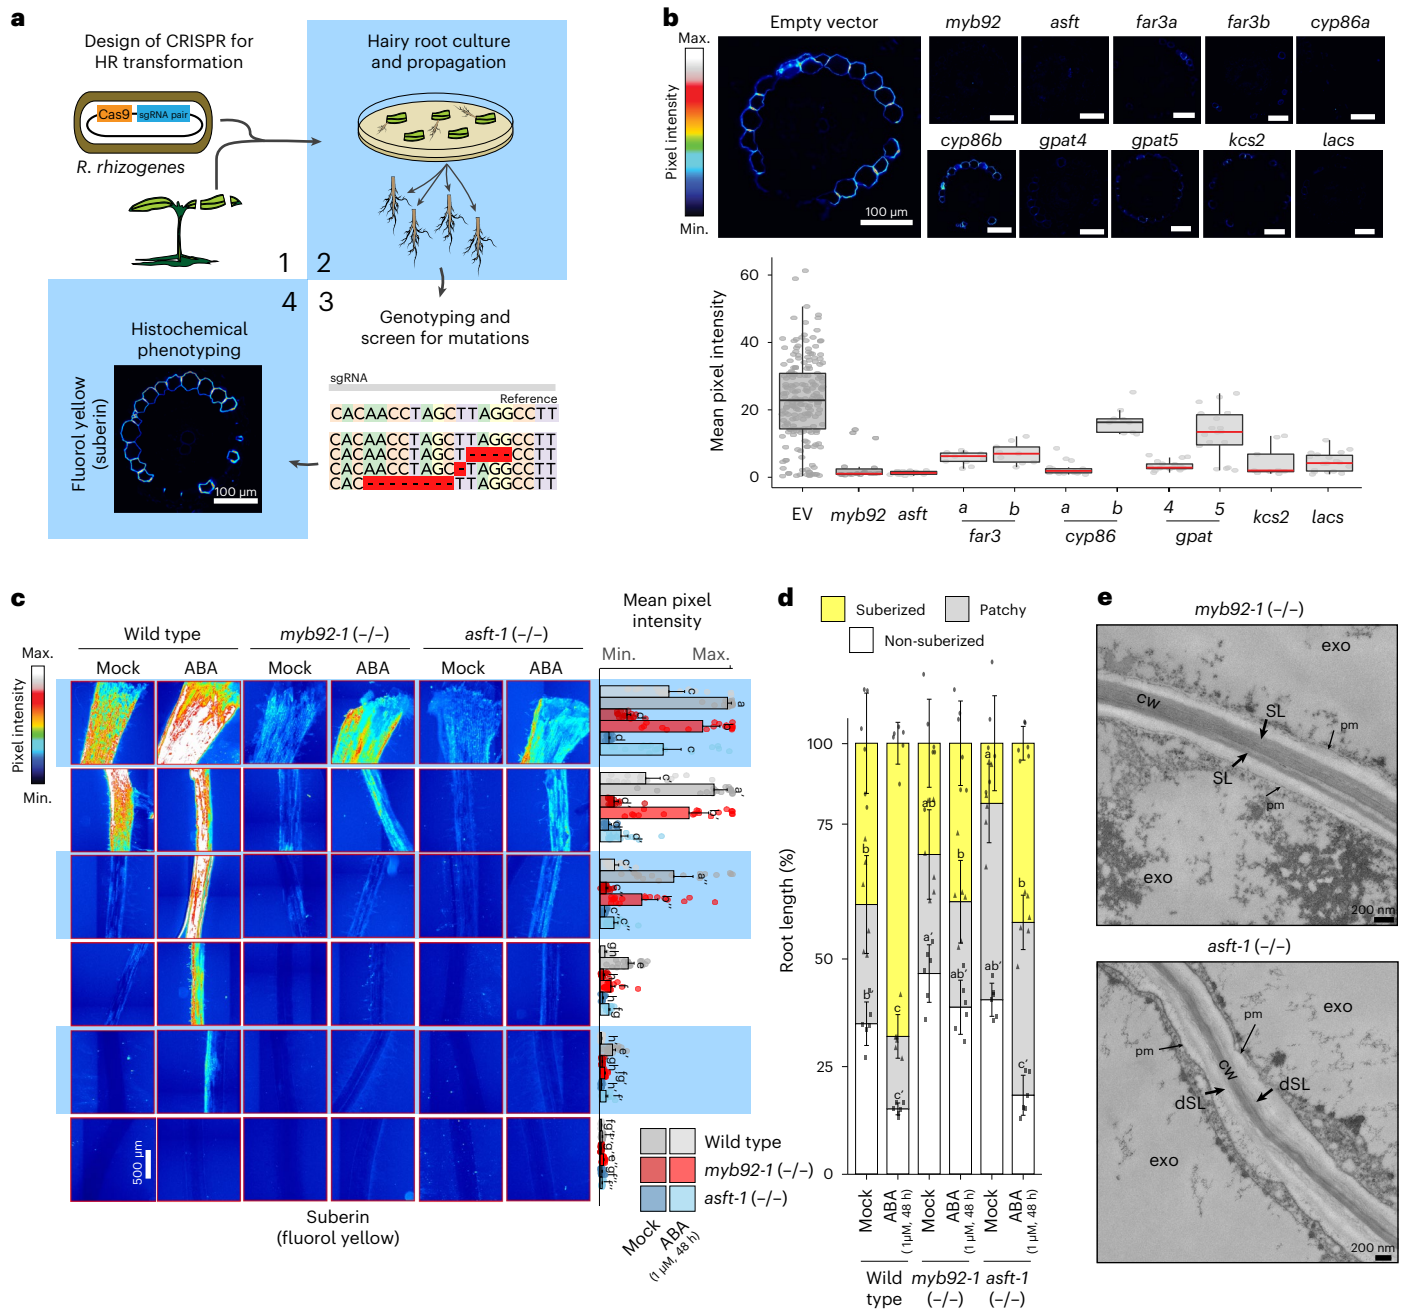 a
Design of CRISPR for
HR transformation
Cas9
sgRNA pair
R. rhizogenes
1
Hairy root culture
and propagation
2
4
3
Histochemical
phenotyping
Fluorol yellow
(suberin)
100 µm
Genotyping and
screen for mutations
sgRNA
Reference
CACAACCTAGCTTAGGCCTT
CACAACCTAGCTTAGGCCTT
CACAACCTAGCT----GCCTT
CACAACCTAGC-TAGGCCTT
CAC--------TTAGGCCTT
b
Empty vector
myb92
asft
far3a
far3b
cyp86a
Max.
Pixel intensity
Min.
100 µm
cyp86b
gpat4
gpat5
kcs2
lacs
Mean pixel intensity
60
40
20
0
EV
myb92
asft
a
b
a
b
4
5
kcs2
lacs
far3
cyp86
gpat
c
Mean pixel
intensity
Wild type
myb92-1 (–/–)
asft-1 (–/–)
Min.
Max.
Max.
Mock
ABA
Mock
ABA
Mock
ABA
Pixel intensity
Min.
c
a
d
b
d
c
c′
a′
d′
b′
d′
d′
c″
a″
c″
b″
c″
c″
gh
e
h
f
h
fg
h′
e′
gh′
fg′
h′
f′
500 µm
Suberin
(fluorol yellow)
Wild type
myb92-1 (–/–)
asft-1 (–/–)
Mock
ABA
(1 µM, 48 h)
d
Suberized
Patchy
Non-suberized
Root length (%)
100
75
50
25
0
b
b′
c
c′
ab
a′
b
ab′
a
ab′
b
c′
Mock
ABA
(1 µM, 48 h)
Mock
ABA
(1 µM, 48 h)
Mock
ABA
(1 µM, 48 h)
Wild
type
myb92-1
(–/–)
asft-1
(–/–)
e
myb92-1 (–/–)
exo
cw
SL
pm
SL
pm
exo
200 nm
asft-1 (–/–)
exo
pm
pm
cw
dSL
dSL
exo
200 nm